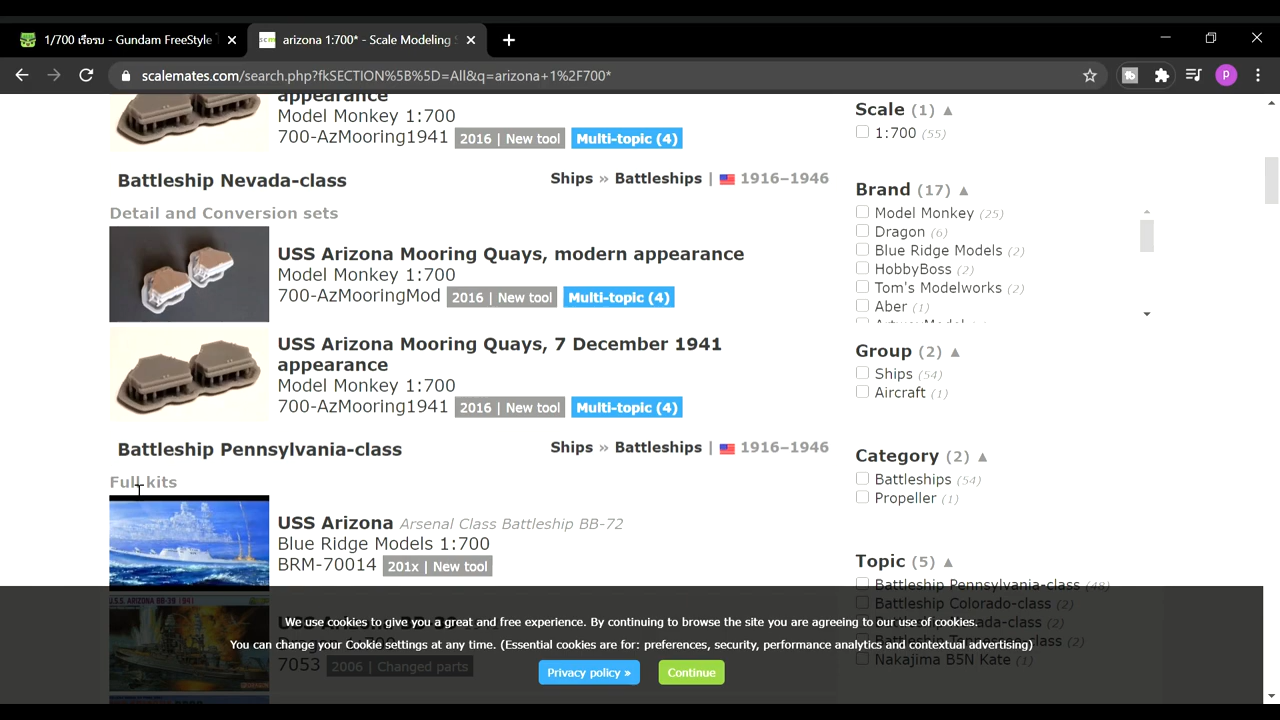 1/700 เรือรบ - Gundam FreeStyle
arizona 1:700* - Scale Modeling
scalemates.com/search.php?fkSECTION%5B%5D=All&q=arizona+1%2F700*
P
appearance
Model Monkey 1:700
700-AzMooring1941 2016 | New tool Multi-topic (4)
Battleship Nevada-class Ships » Battleships | 1916–1946
Detail and Conversion sets
USS Arizona Mooring Quays, modern appearance
Model Monkey 1:700
700-AzMooringMod 2016 | New tool Multi-topic (4)
USS Arizona Mooring Quays, 7 December 1941
appearance
Model Monkey 1:700
700-AzMooring1941 2016 | New tool Multi-topic (4)
Battleship Pennsylvania-class Ships » Battleships | 1916–1946
Full kits
USS Arizona Arsenal Class Battleship BB-72
Blue Ridge Models 1:700
BRM-70014 201x | New tool
7053 2006 | Changed parts
Scale (1) ▲
1:700 (55)
Brand (17) ▲
Model Monkey (25)
Dragon (6)
Blue Ridge Models (2)
HobbyBoss (2)
Tom's Modelworks (2)
Aber (1)
Group (2) ▲
Ships (54)
Aircraft (1)
Category (2) ▲
Battleships (54)
Propeller (1)
Topic (5) ▲
Battleship Pennsylvania-class (48)
Battleship Colorado-class (2)
Nakajima B5N Kate (1)
We use cookies to give you a great and free experience. By continuing to browse the site you are agreeing to our use of cookies.
You can change your Cookie settings at any time. (Essential cookies are for: preferences, security, performance analytics and contextual advertising)
Privacy policy » Continue